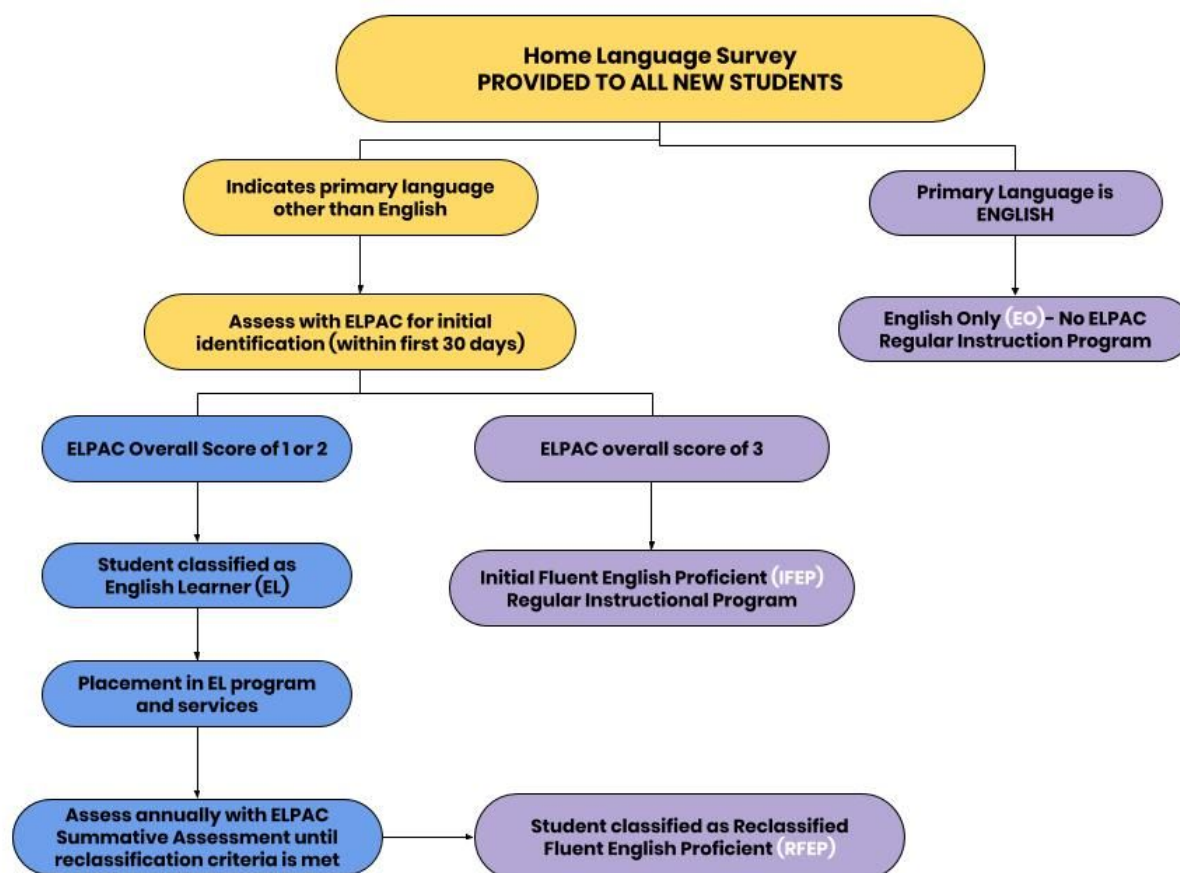 Home Language Survey
PROVIDED TO ALL NEW STUDENTS
Indicates primary language
other than English
Primary Language is
ENGLISH
Assess with ELPAC for initial
identification (within first 30 days)
English Only (EO)- No ELPAC
Regular Instruction Program
ELPAC Overall Score of 1 or 2
ELPAC overall score of 3
Student classified as
English Learner (EL)
Initial Fluent English Proficient (IFEP)
Regular Instructional Program
Placement in EL program
and services
Assess annually with ELPAC
Summative Assessment until
reclassification criteria is met
Student classified as Reclassified
Fluent English Proficient (RFEP)